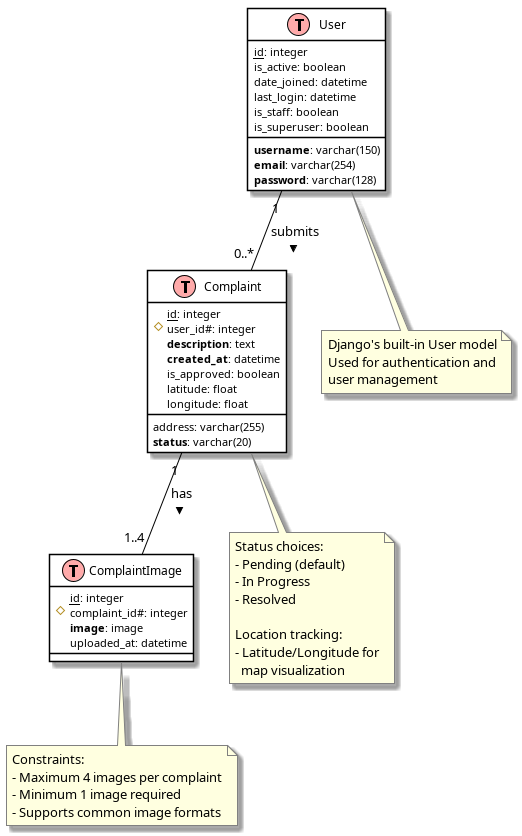 T User
id: integer
is_active: boolean
date_joined: datetime
last_login: datetime
is_staff: boolean
is_superuser: boolean
username: varchar(150)
email: varchar(254)
password: varchar(128)
1
submits
▼
0..*
T Complaint
id: integer
user_id#: integer
description: text
created_at: datetime
is_approved: boolean
latitude: float
longitude: float
address: varchar(255)
status: varchar(20)
Django's built-in User model
Used for authentication and
user management
1
has
▼
1..4
T ComplaintImage
id: integer
complaint_id#: integer
image: image
uploaded_at: datetime
Status choices:
- Pending (default)
- In Progress
- Resolved
Location tracking:
- Latitude/Longitude for
map visualization
Constraints:
- Maximum 4 images per complaint
- Minimum 1 image required
- Supports common image formats